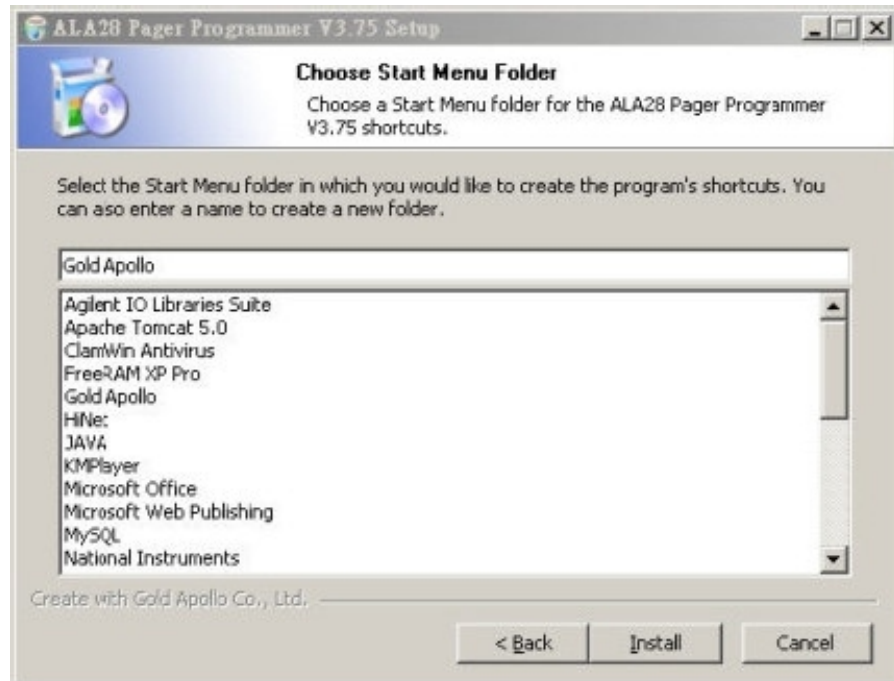 ALA28 Pager Programmer V3.75 Setup
Choose Start Menu Folder
Choose a Start Menu folder for the ALA28 Pager Programmer
V3.75 shortcuts.
Select the Start Menu folder in which you would like to create the program's shortcuts. You
can aso enter a name to create a new folder.
Gold Apollo
Agilent IO Libraries Suite
Apache Tomcat 5.0
ClamWin Antivirus
FreeRAM XP Pro
Gold Apollo
HiNet
JAVA
KMPlayer
Microsoft Office
Microsoft Web Publishing
MySQL
National Instruments
Create with Gold Apollo Co., Ltd.
< Back Install Cancel